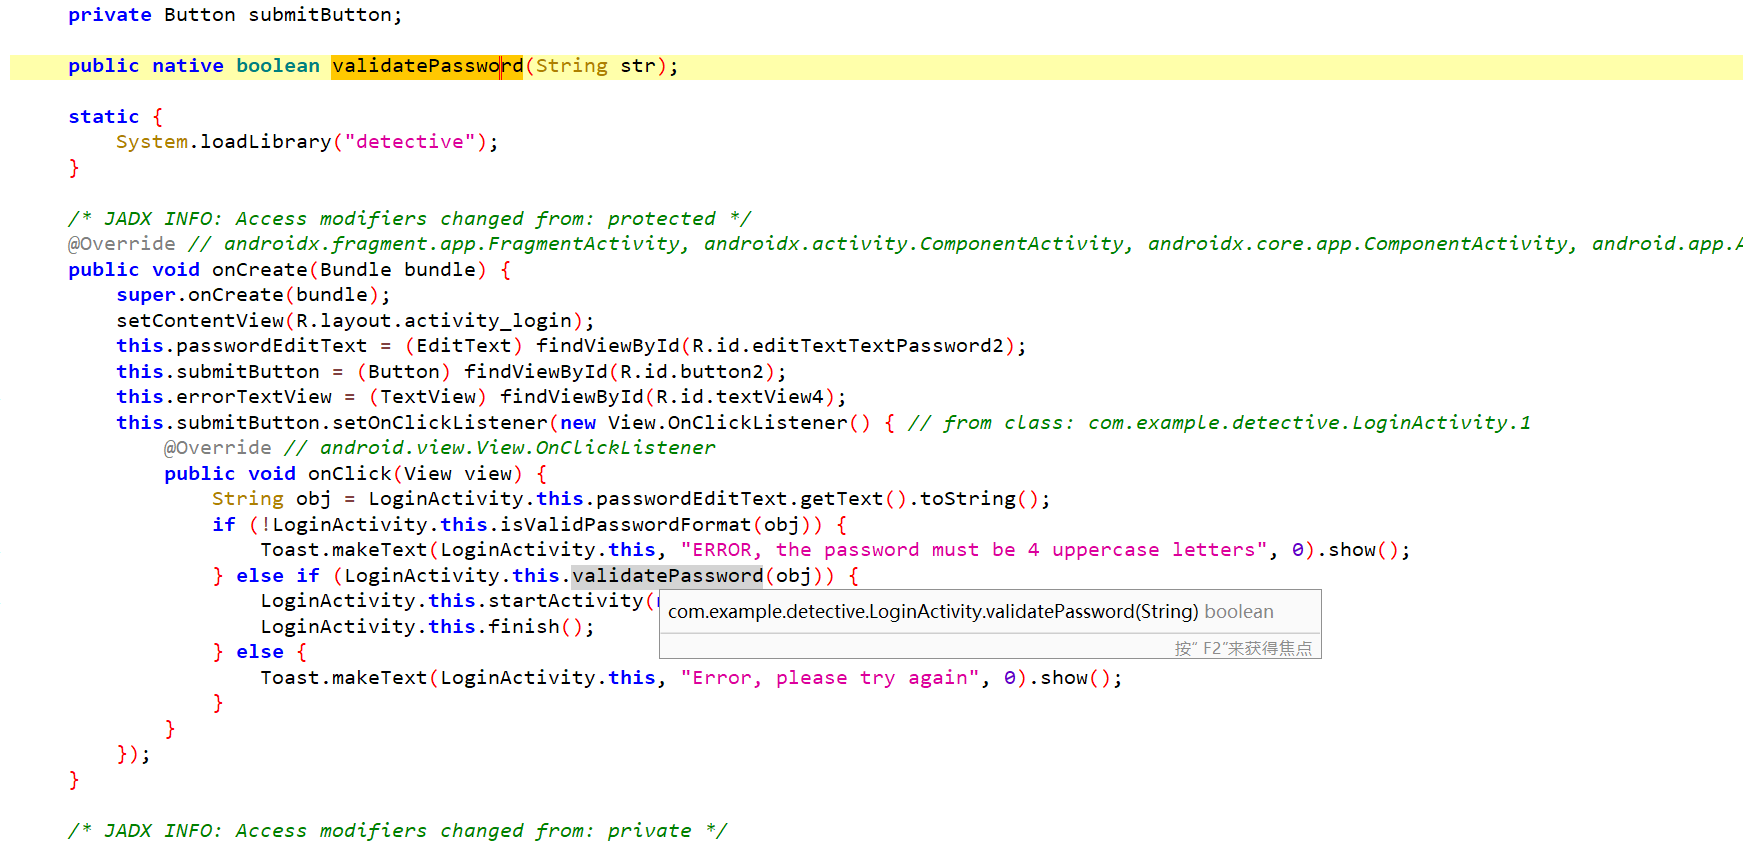 private Button submitButton;
public native boolean validatePassword(String str);
static {
System.loadLibrary("detective");
}
/* JADX INFO: Access modifiers changed from: protected */
@Override // androidx.fragment.app.FragmentActivity, androidx.activity.ComponentActivity, androidx.core.app.ComponentActivity, android.app.A
public void onCreate(Bundle bundle) {
super.onCreate(bundle);
setContentView(R.layout.activity_login);
this.passwordEditText = (EditText) findViewById(R.id.editTextTextPassword2);
this.submitButton = (Button) findViewById(R.id.button2);
this.errorTextView = (TextView) findViewById(R.id.textView4);
this.submitButton.setOnClickListener(new View.OnClickListener() { // from class: com.example.detective.LoginActivity.1
@Override // android.view.View.OnClickListener
public void onClick(View view) {
String obj = LoginActivity.this.passwordEditText.getText().toString();
if (!LoginActivity.this.isValidPasswordFormat(obj)) {
Toast.makeText(LoginActivity.this, "ERROR, the password must be 4 uppercase letters", 0).show();
} else if (LoginActivity.this.validatePassword(obj)) {
LoginActivity.this.startActivity(
com.example.detective.LoginActivity.validatePassword(String) boolean
LoginActivity.this.finish();
按“ F2”来获得焦点
} else {
Toast.makeText(LoginActivity.this, "Error, please try again", 0).show();
}
}
});
}
/* JADX INFO: Access modifiers changed from: private */